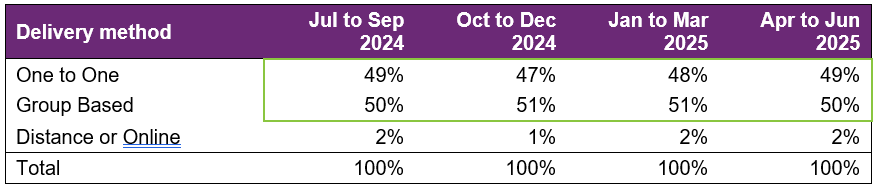 Delivery method Jul to Sep 2024 Oct to Dec 2024 Jan to Mar 2025 Apr to Jun 2025
One to One 49% 47% 48% 49%
Group Based 50% 51% 51% 50%
Distance or Online 2% 1% 2% 2%
Total 100% 100% 100% 100%